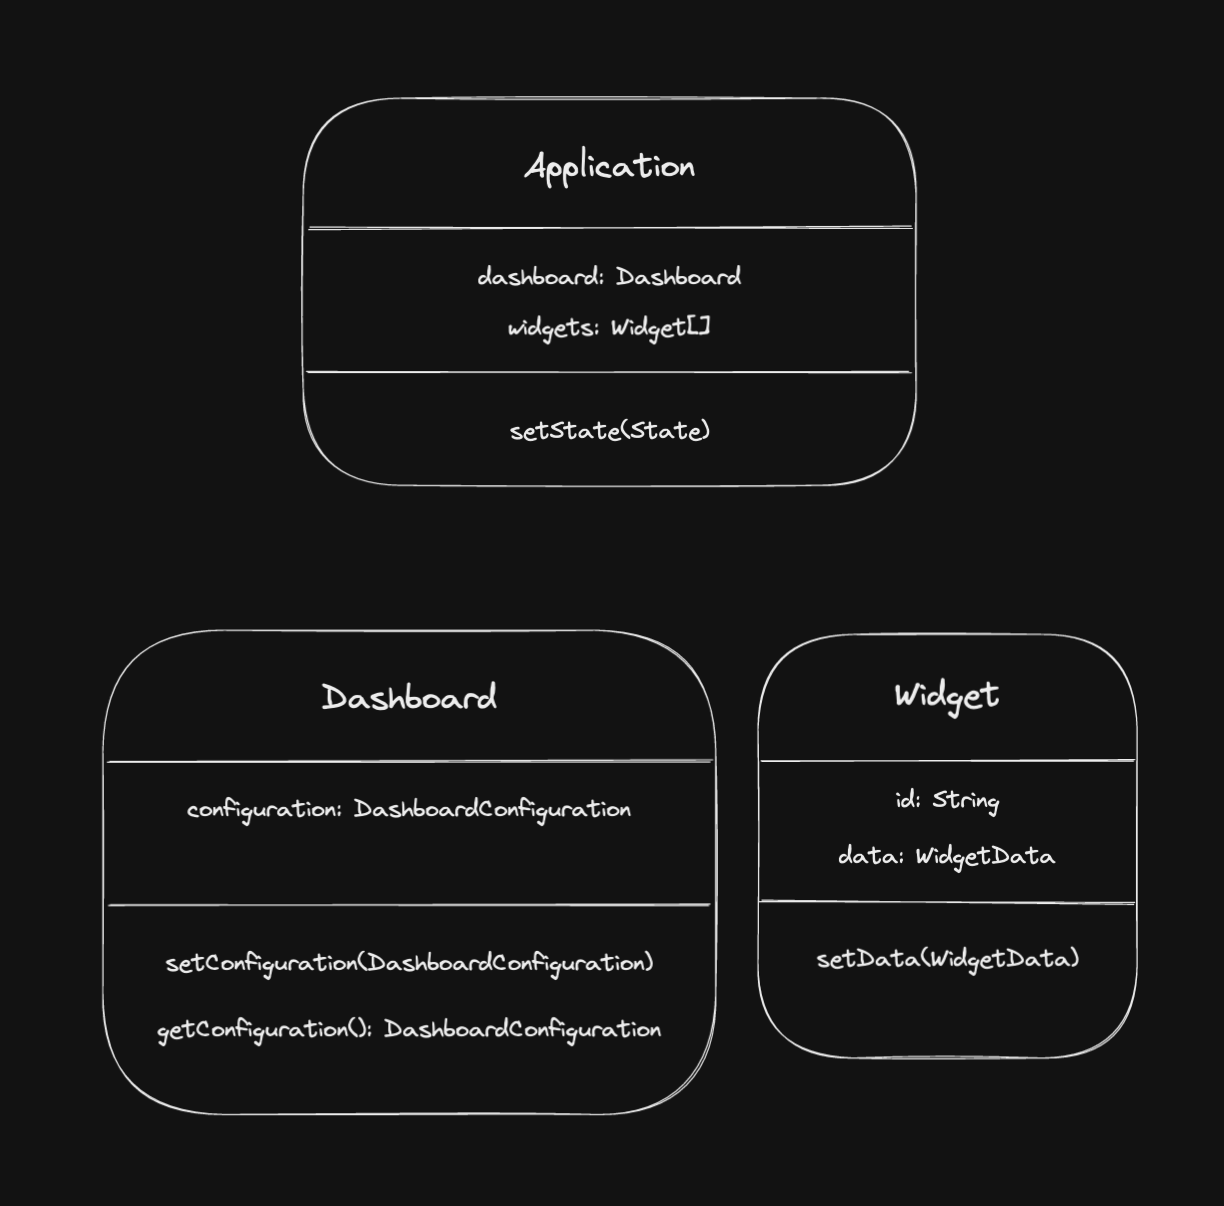 Application
dashboard: Dashboard
widgets: Widget[]
setState(State)
Dashboard
configuration: DashboardConfiguration
setConfiguration(DashboardConfiguration)
getConfiguration(): DashboardConfiguration
Widget
id: String
data: WidgetData
setData(WidgetData)